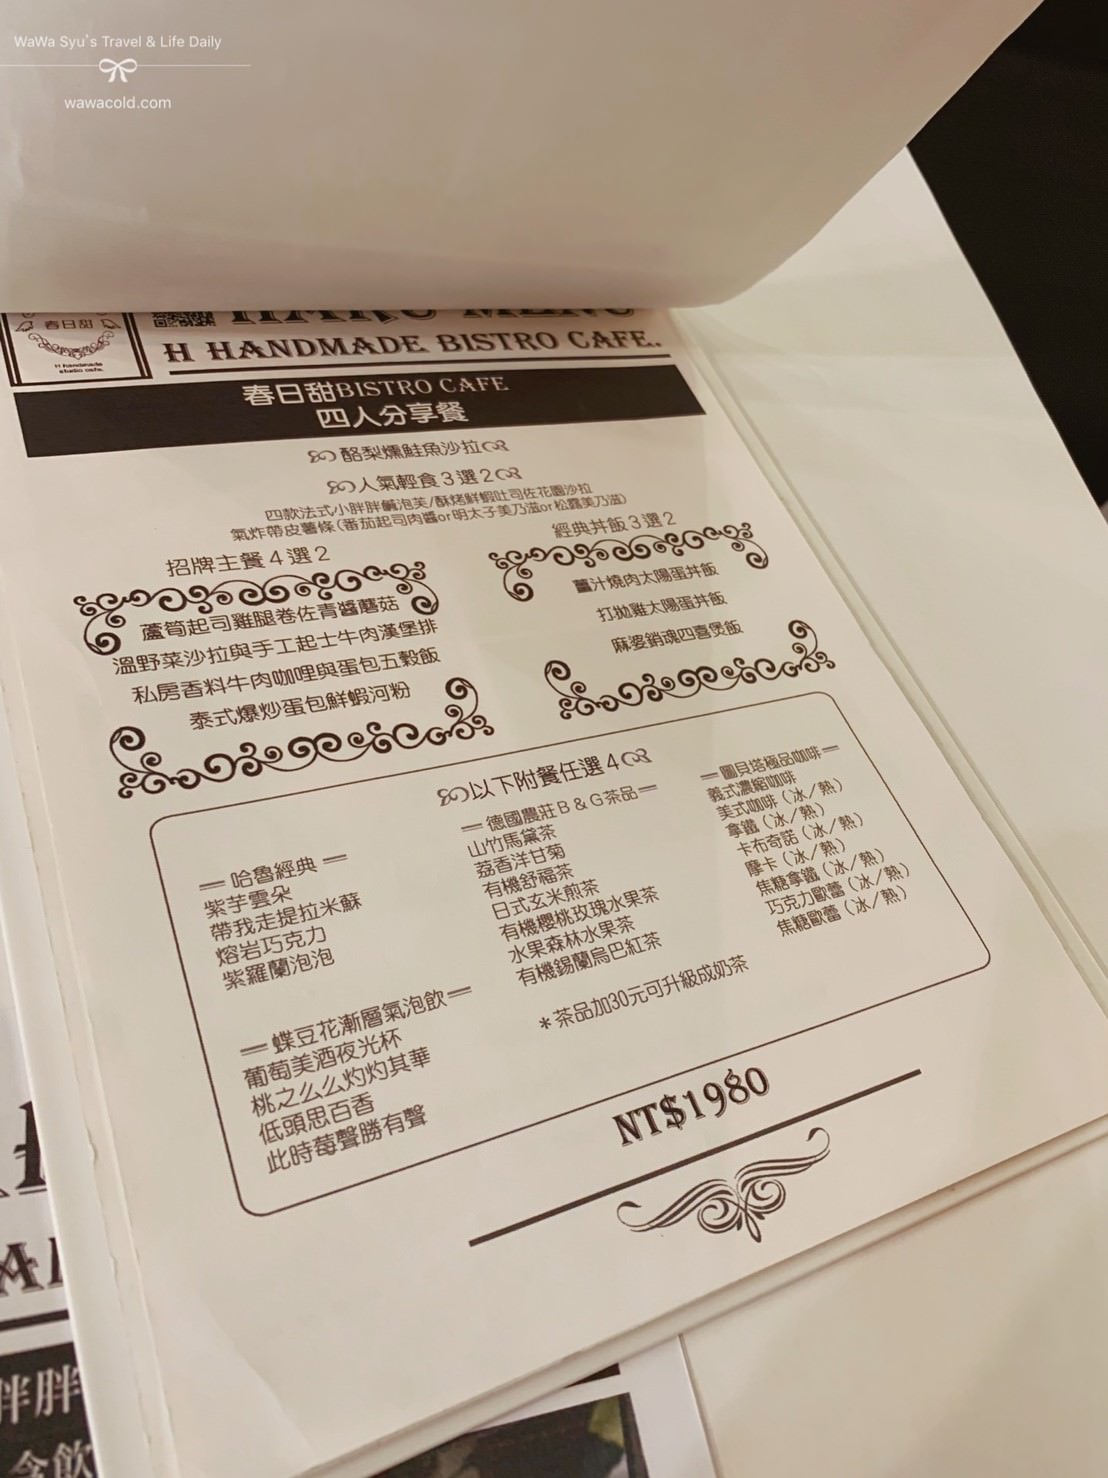 WaWa Syu's Travel & Life Daily
wawacold.com
春日甜
H handmade
studio cafe.
HARU MENU
H HANDMADE BISTRO CAFE.
春日甜BISTRO CAFE
四人分享餐
酪梨燻鮭魚沙拉
人氣輕食3選2
四款法式小胖胖鹹泡芙/酥烤鮮蝦吐司佐花園沙拉
氣炸帶皮薯條(番茄起司肉醬or明太子美乃滋or松露美乃滋)
招牌主餐4選2
蘆筍起司雞腿卷佐青醬蘑菇
溫野菜沙拉與手工起士牛肉漢堡排
私房香料牛肉咖哩與蛋包五穀飯
泰式爆炒蛋包鮮蝦河粉
經典丼飯3選2
薑汁燒肉太陽蛋丼飯
打拋雞太陽蛋丼飯
麻婆銷魂四喜煲飯
以下附餐任選4
哈魯經典
紫芋雲朵
帶我走提拉米蘇
熔岩巧克力
紫羅蘭泡泡
蝶豆花漸層氣泡飲
葡萄美酒夜光杯
桃之么么灼灼其華
低頭思百香
此時莓聲勝有聲
德國農莊B&G茶品
山竹馬黛茶
荔香洋甘菊
有機舒福茶
日式玄米煎茶
有機櫻桃玫瑰水果茶
水果森林水果茶
有機錫蘭烏巴紅茶
*茶品加30元可升級成奶茶
圖貝塔極品咖啡
義式濃縮咖啡
美式咖啡(冰/熱)
拿鐵(冰/熱)
卡布奇諾(冰/熱)
摩卡(冰/熱)
焦糖拿鐵(冰/熱)
巧克力歐蕾(冰/熱)
焦糖歐蕾(冰/熱)
NT$1980
胖胖
含飲